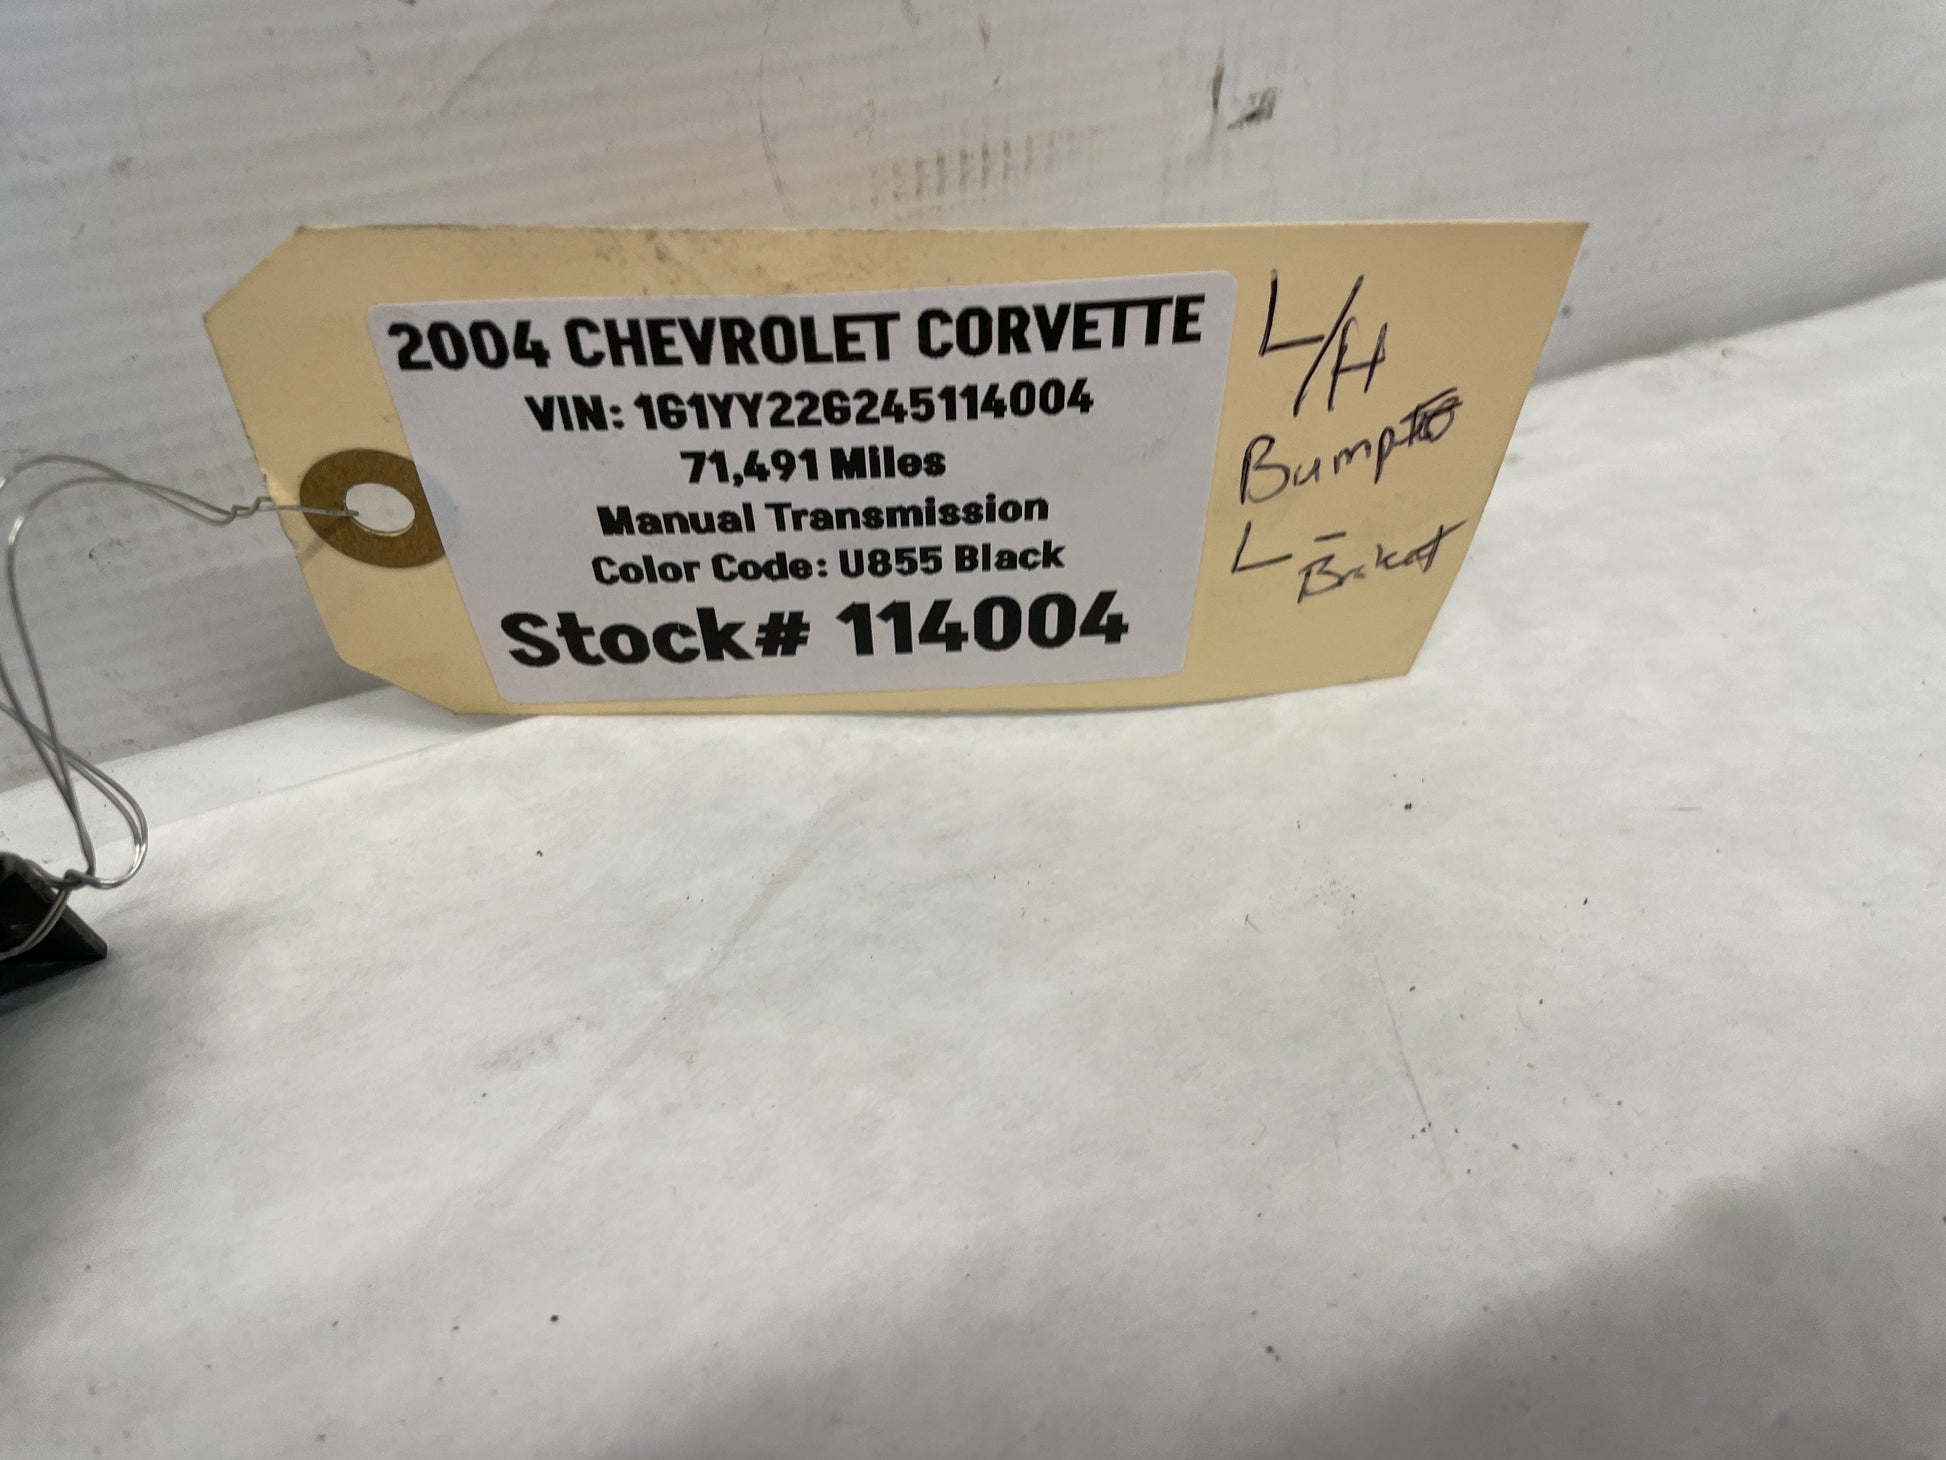 2004 CHEVROLET CORVETTE
VIN: 1G1YY22G245114004
71,491 Miles
Manual Transmission
Color Code: U855 Black
Stock# 114004
L/H
L-